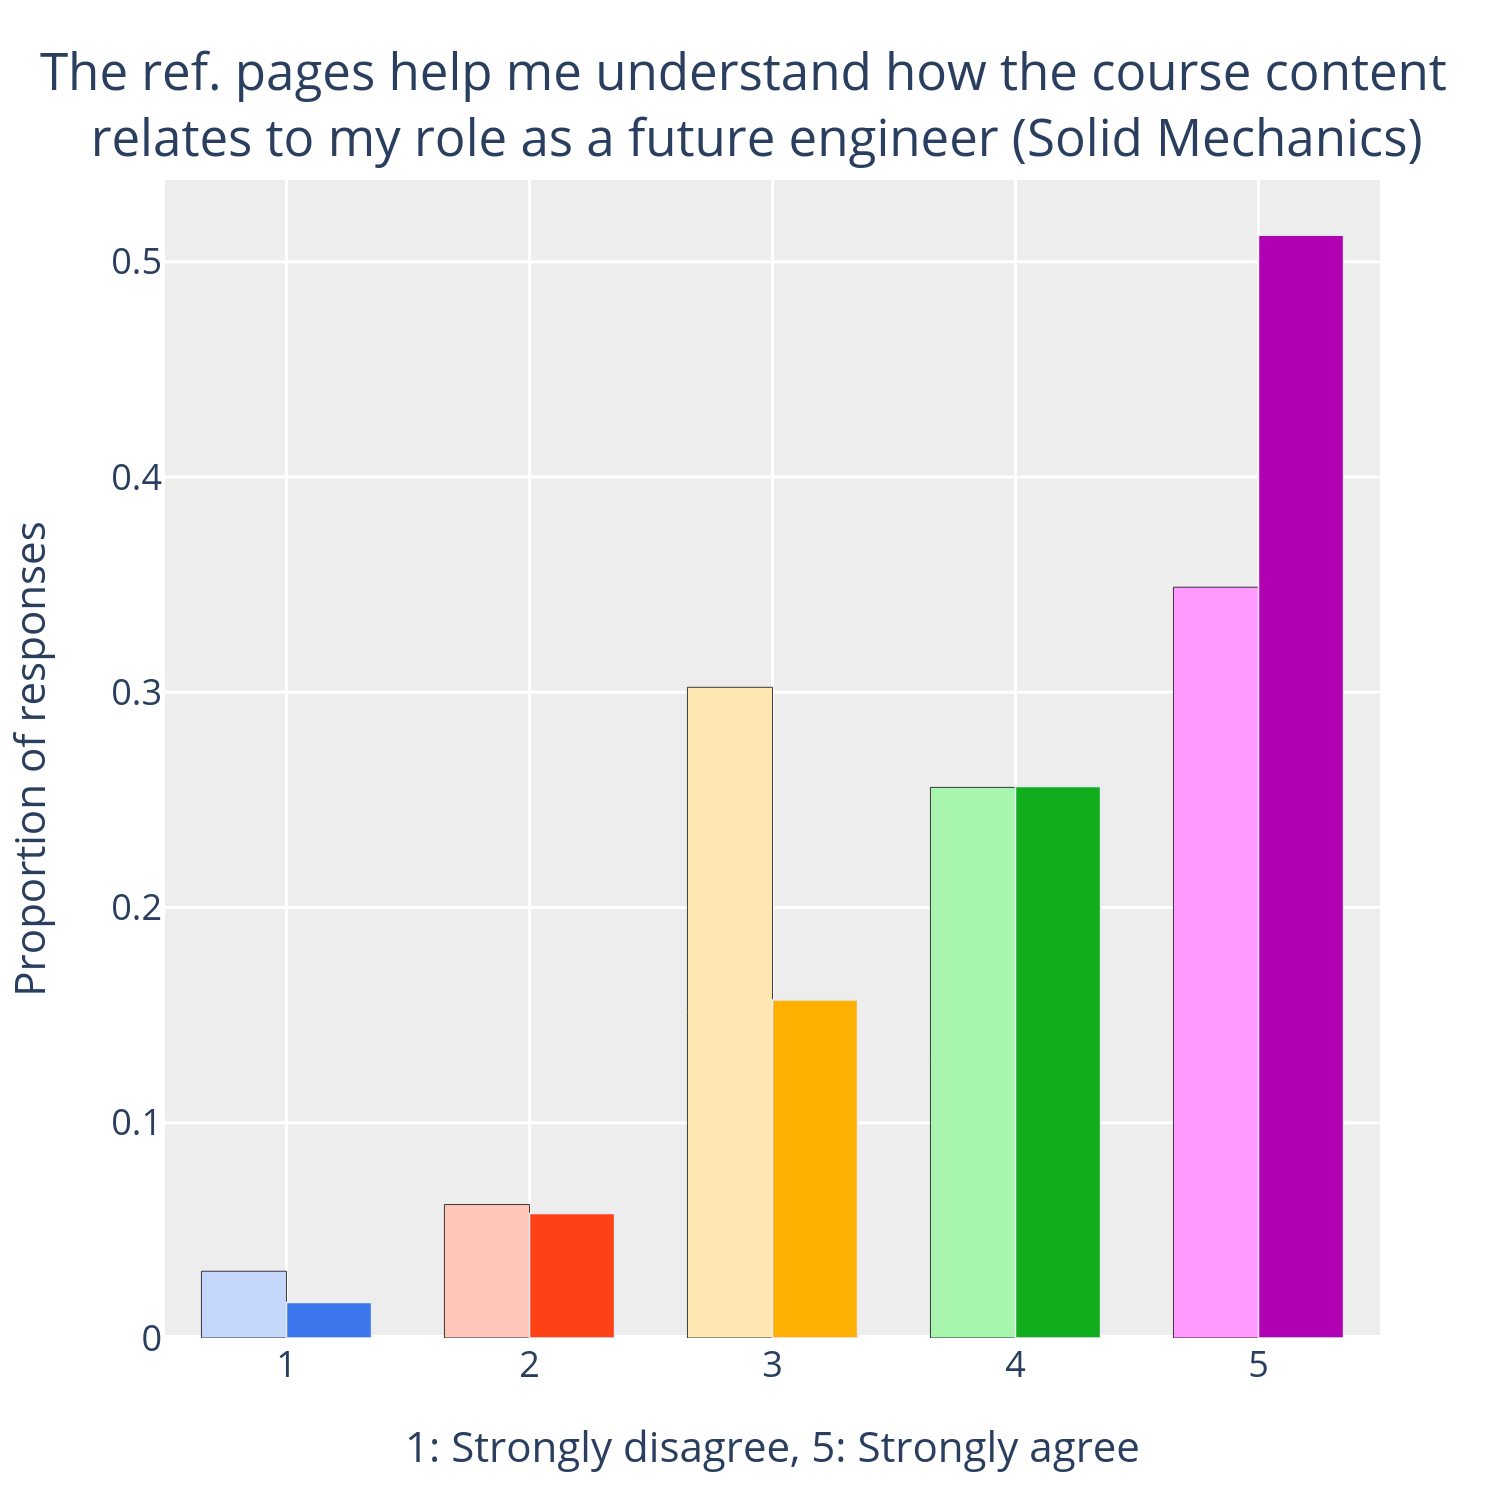 The ref. pages help me understand how the course content
relates to my role as a future engineer (Solid Mechanics)
Proportion of responses
0.5
0.4
0.3
0.2
0.1
0
1
2
3
4
5
1: Strongly disagree, 5: Strongly agree